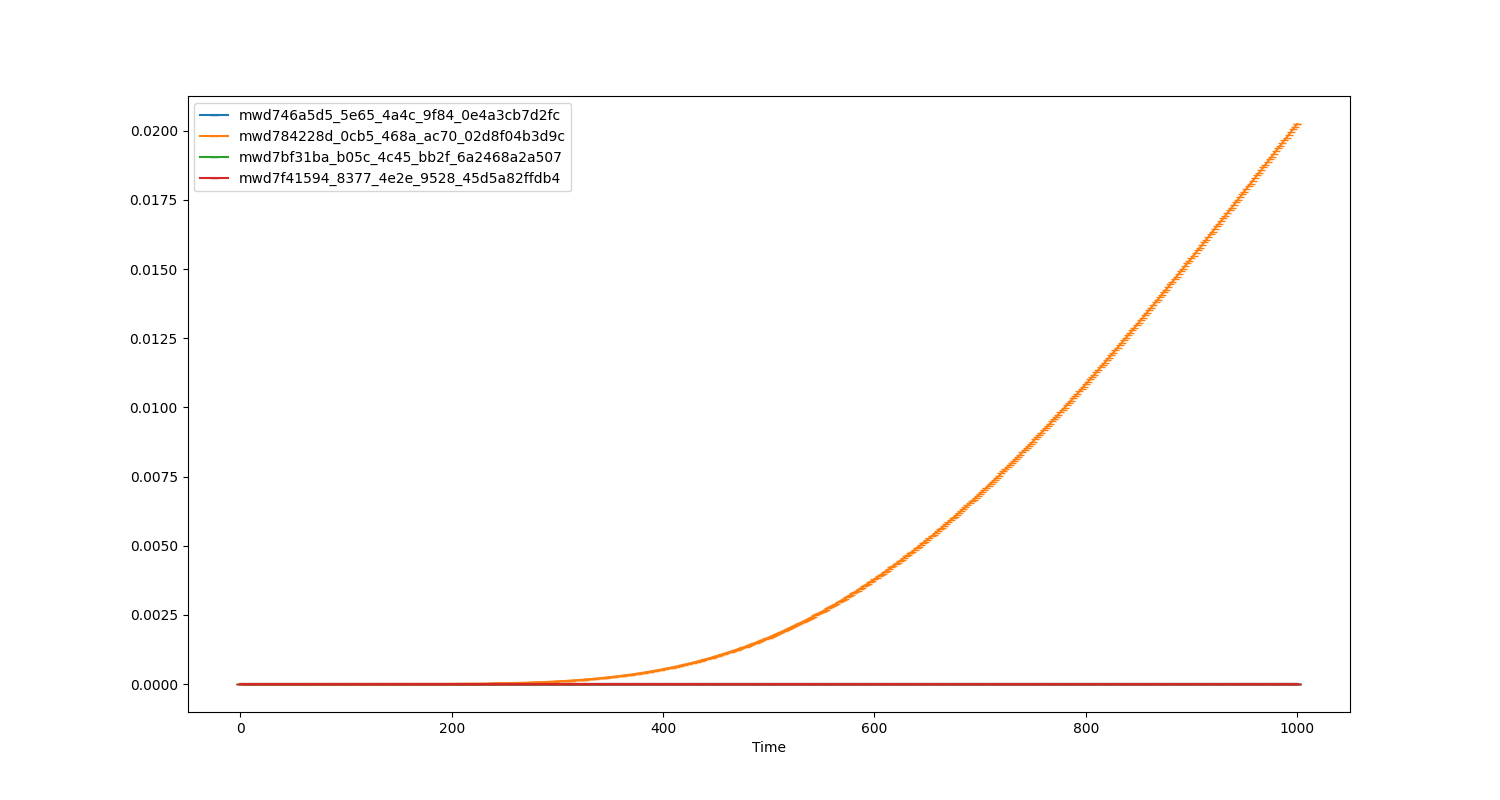 mwd746a5d5_5e65_4a4c_9f84_0e4a3cb7d2fc
mwd784228d_0cb5_468a_ac70_02d8f04b3d9c
mwd7bf31ba_b05c_4c45_bb2f_6a2468a2a507
mwd7f41594_8377_4e2e_9528_45d5a82ffdb4
0.0200
0.0175
0.0150
0.0125
0.0100
0.0075
0.0050
0.0025
0.0000
0 200 400 600 800 1000
Time